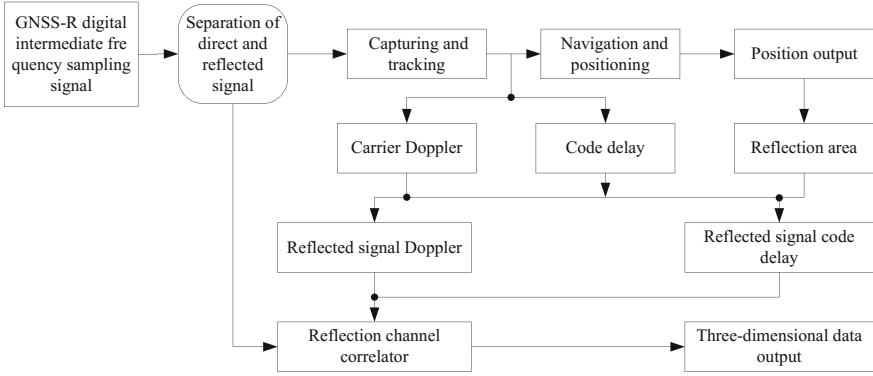 GNSS-R digital
intermediate fre
quency sampling
signal
Separation of
direct and
reflected
signal
Capturing and
tracking
Navigation and
positioning
Position output
Carrier Doppler
Code delay
Reflection area
Reflected signal Doppler
Reflected signal code
delay
Reflection channel
correlator
Three-dimensional data
output